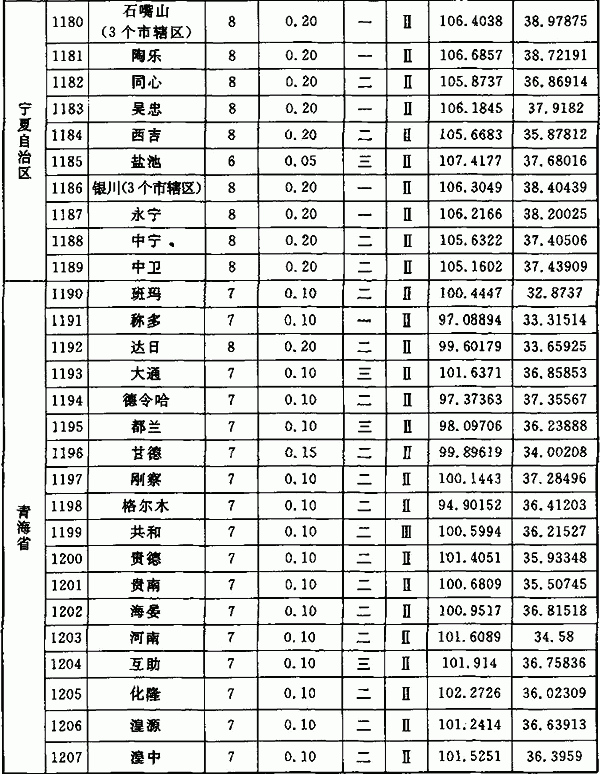 宁夏自治区
1180 石嘴山(3个市辖区) 8 0.20 一 Ⅱ 106.4038 38.97875
1181 陶乐 8 0.20 一 Ⅱ 106.6857 38.72191
1182 同心 8 0.20 二 Ⅱ 105.8737 36.86914
1183 吴忠 8 0.20 一 Ⅱ 106.1845 37.9182
1184 西吉 8 0.20 二 Ⅱ 105.6683 35.87812
1185 盐池 6 0.05 三 Ⅱ 107.4177 37.68016
1186 银川(3个市辖区) 8 0.20 一 Ⅱ 106.3049 38.40439
1187 永宁 8 0.20 一 Ⅱ 106.2166 38.20025
1188 中宁 8 0.20 二 Ⅱ 105.6322 37.40506
1189 中卫 8 0.20 二 Ⅱ 105.1602 37.43909
青海省
1190 班玛 7 0.10 二 Ⅱ 100.4447 32.8737
1191 称多 7 0.10 一 Ⅱ 97.08894 33.31514
1192 达日 8 0.20 二 Ⅱ 99.60179 33.65925
1193 大通 7 0.10 三 Ⅱ 101.6371 36.85853
1194 德令哈 7 0.10 二 Ⅱ 97.37363 37.35567
1195 都兰 7 0.10 三 Ⅱ 98.09706 36.23888
1196 甘德 7 0.15 二 Ⅱ 99.89619 34.00208
1197 刚察 7 0.10 二 Ⅱ 100.1443 37.28496
1198 格尔木 7 0.10 二 Ⅱ 94.90152 36.41203
1199 共和 7 0.10 二 Ⅲ 100.5994 36.21527
1200 贵德 7 0.10 二 Ⅱ 101.4051 35.93348
1201 贵南 7 0.10 二 Ⅱ 100.6809 35.50745
1202 海晏 7 0.10 二 Ⅱ 100.9517 36.81518
1203 河南 7 0.10 二 Ⅱ 101.6089 34.58
1204 互助 7 0.10 三 Ⅱ 101.914 36.75836
1205 化隆 7 0.10 二 Ⅱ 102.2726 36.02309
1206 湟源 7 0.10 二 Ⅱ 101.2414 36.63913
1207 湟中 7 0.10 二 Ⅱ 101.5251 36.3959